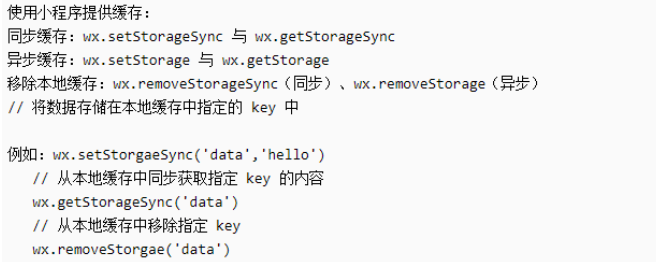 使用小程序提供缓存：
同步缓存：wx.setStorageSync 与 wx.getStorageSync
异步缓存：wx.setStorage 与 wx.getStorage
移除本地缓存：wx.removeStorageSync（同步）、wx.removeStorage（异步）
// 将数据存储在本地缓存中指定的 key 中
例如：wx.setStorgaeSync('data','hello')
// 从本地缓存中同步获取指定 key 的内容
wx.getStorageSync('data')
// 从本地缓存中移除指定 key
wx.removeStorgae('data')